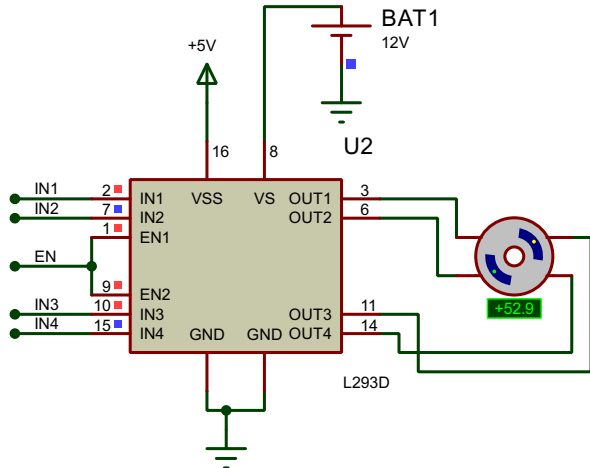 BAT1
12V
+5V
U2
16
8
IN1
2
IN1
VSS
VS
OUT1
3
IN2
7
IN2
OUT2
6
1
EN1
EN
9
EN2
+52.9
IN3
10
IN3
OUT3
11
IN4
15
IN4
GND
GND
OUT4
14
L293D